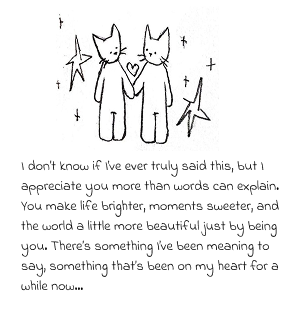 I don't know if I've ever truly said this, but I
appreciate you more than words can explain.
You make life brighter, moments sweeter, and
the world a little more beautiful just by being
you. There's something I've been meaning to
say, something that's been on my heart for a
while now...